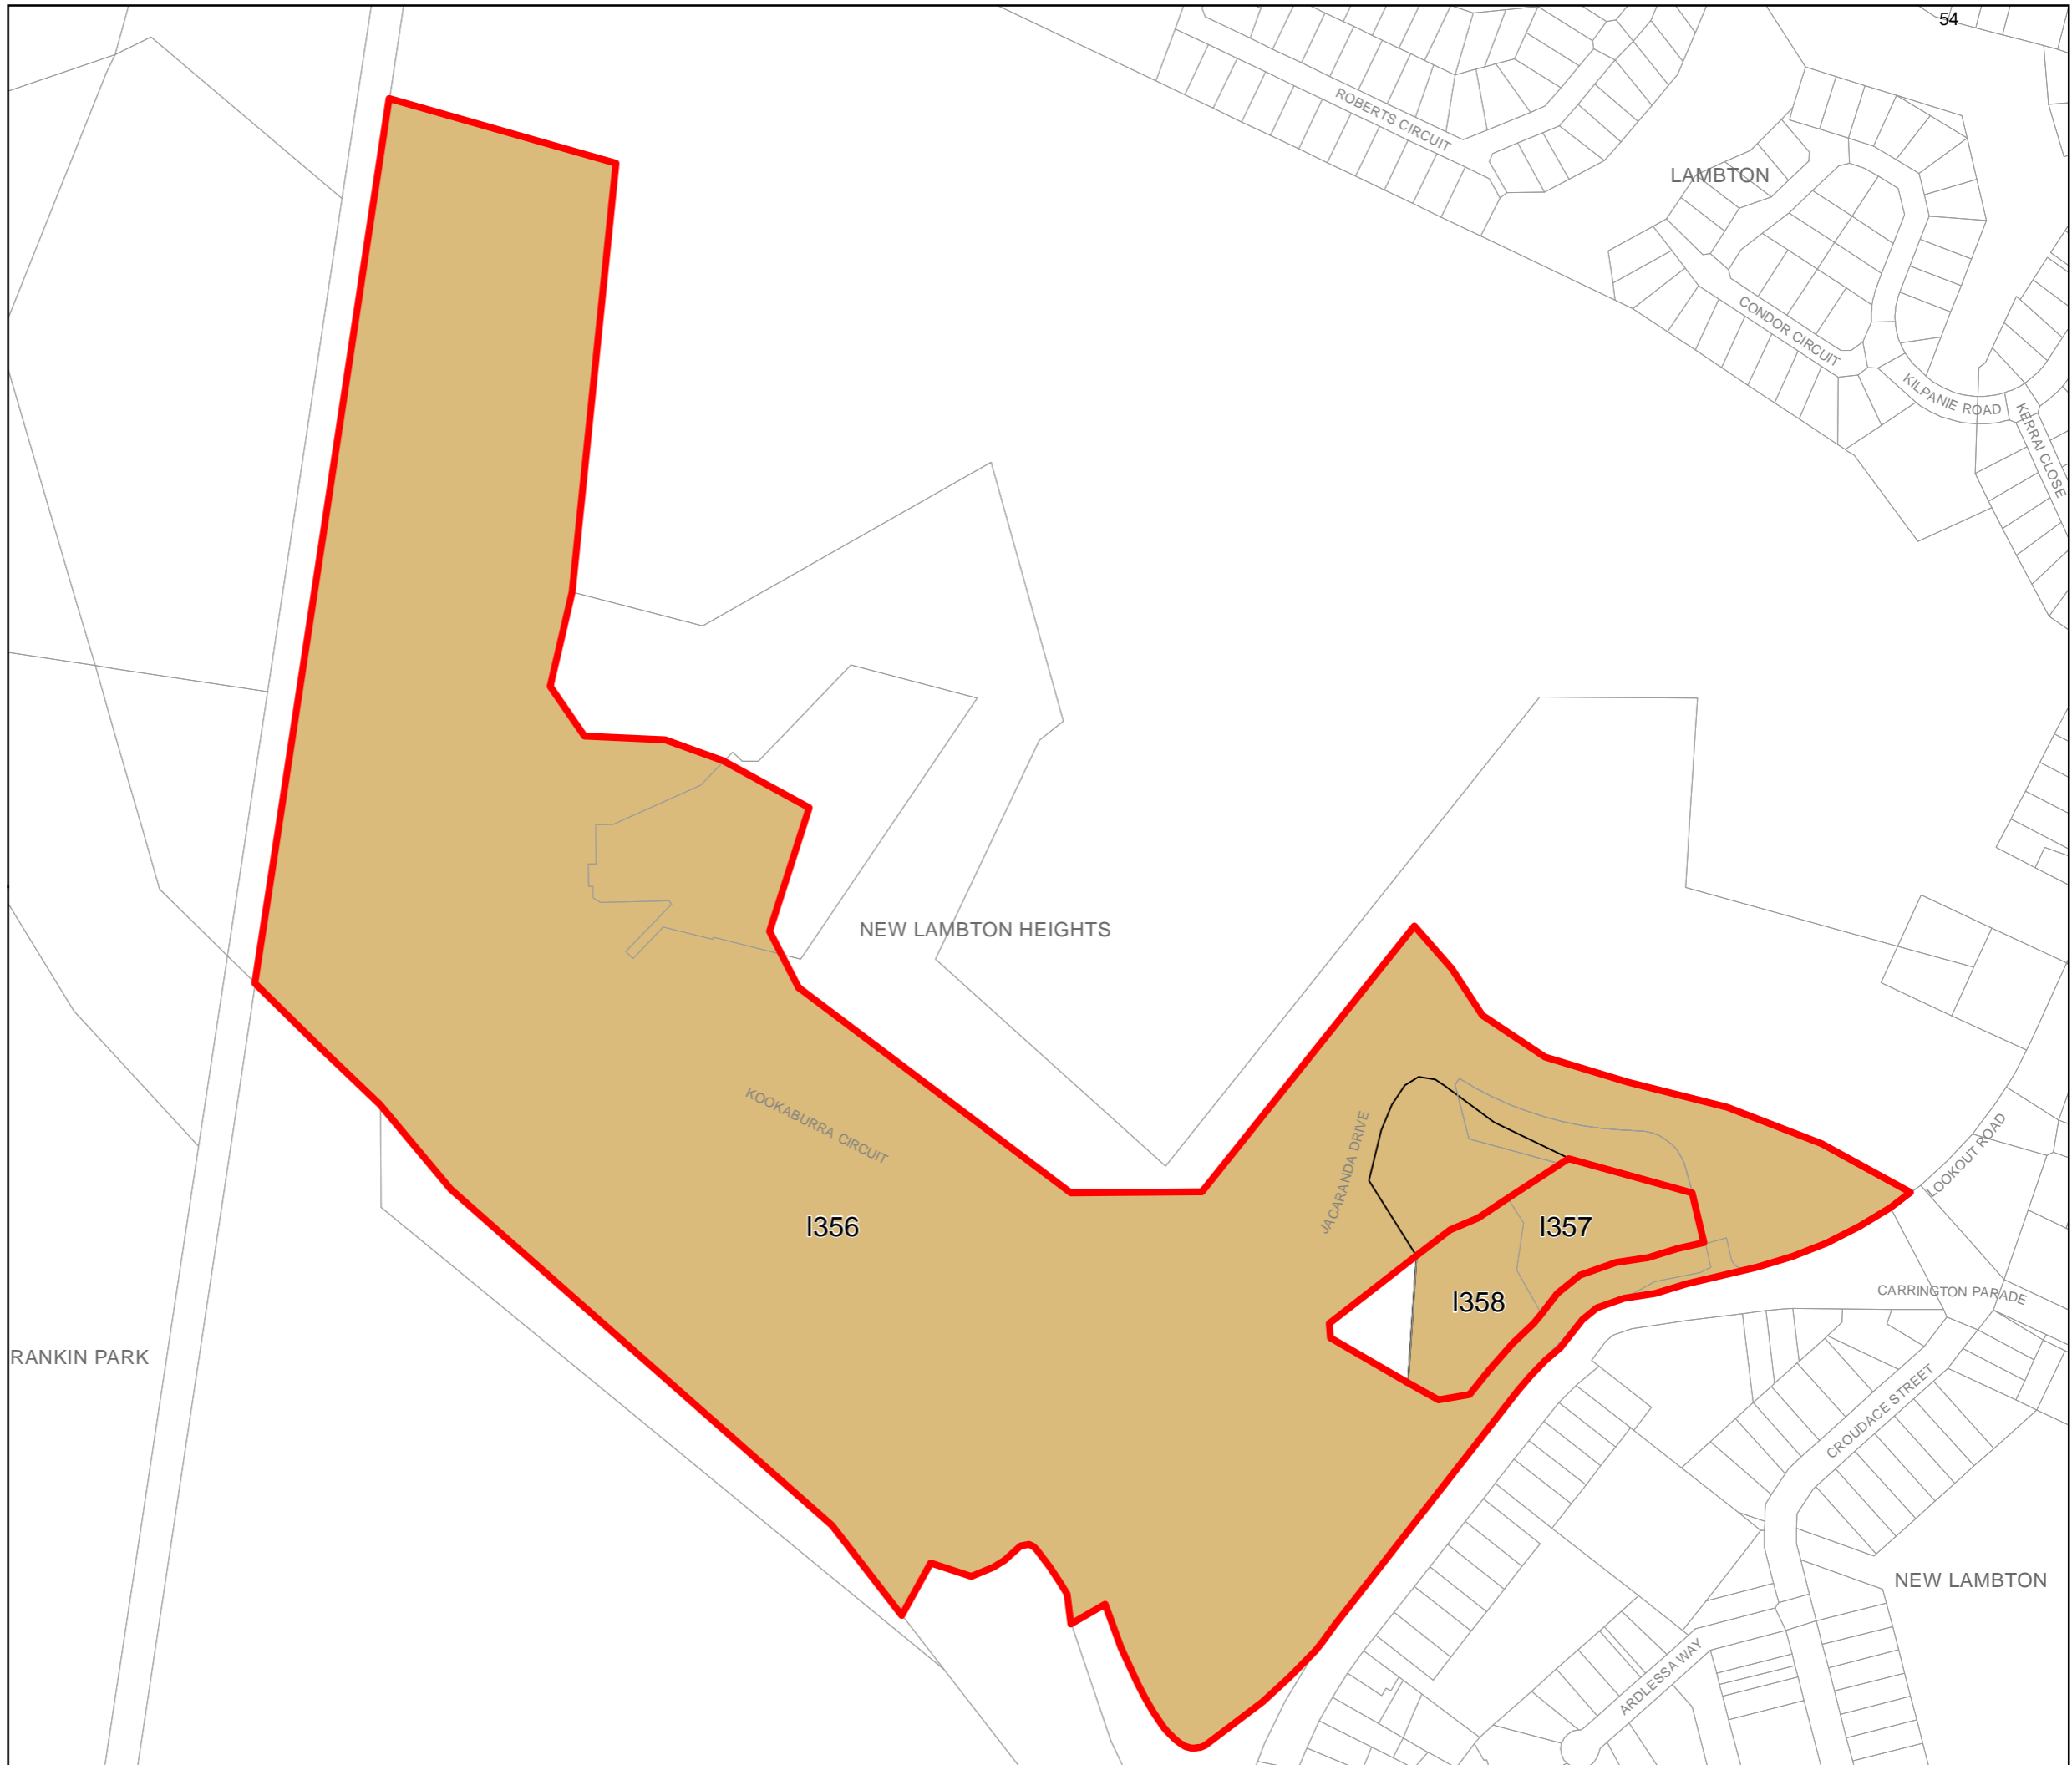 54
ROBERTS CIRCUIT
LAMBTON
CONDOR CIRCUIT
KILPANIE ROAD
KERRAI CLOSE
NEW LAMBTON HEIGHTS
KOOKABURRA CIRCUIT
JACARANDA DRIVE
LOOKOUT ROAD
I356
I357
I358
CARRINGTON PARADE
RANKIN PARK
CROUDACE STREET
NEW LAMBTON
ARDLESSA WAY